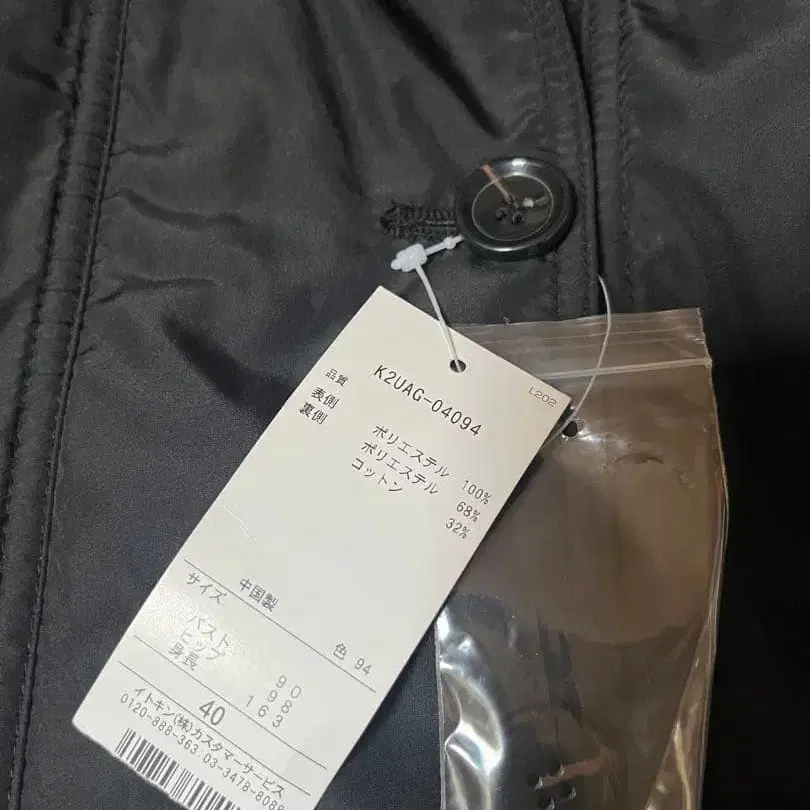 L202
K2UAG-04094
品質
表側 ポリエステル 100%
裏側 ポリエステル 68%
コットン 32%
中国製
サイズ 色 94
バスト 90
ヒップ 98
身長 163
40
イトキン(株)カスタマーサービス
0120-888-363 03-3478-8088